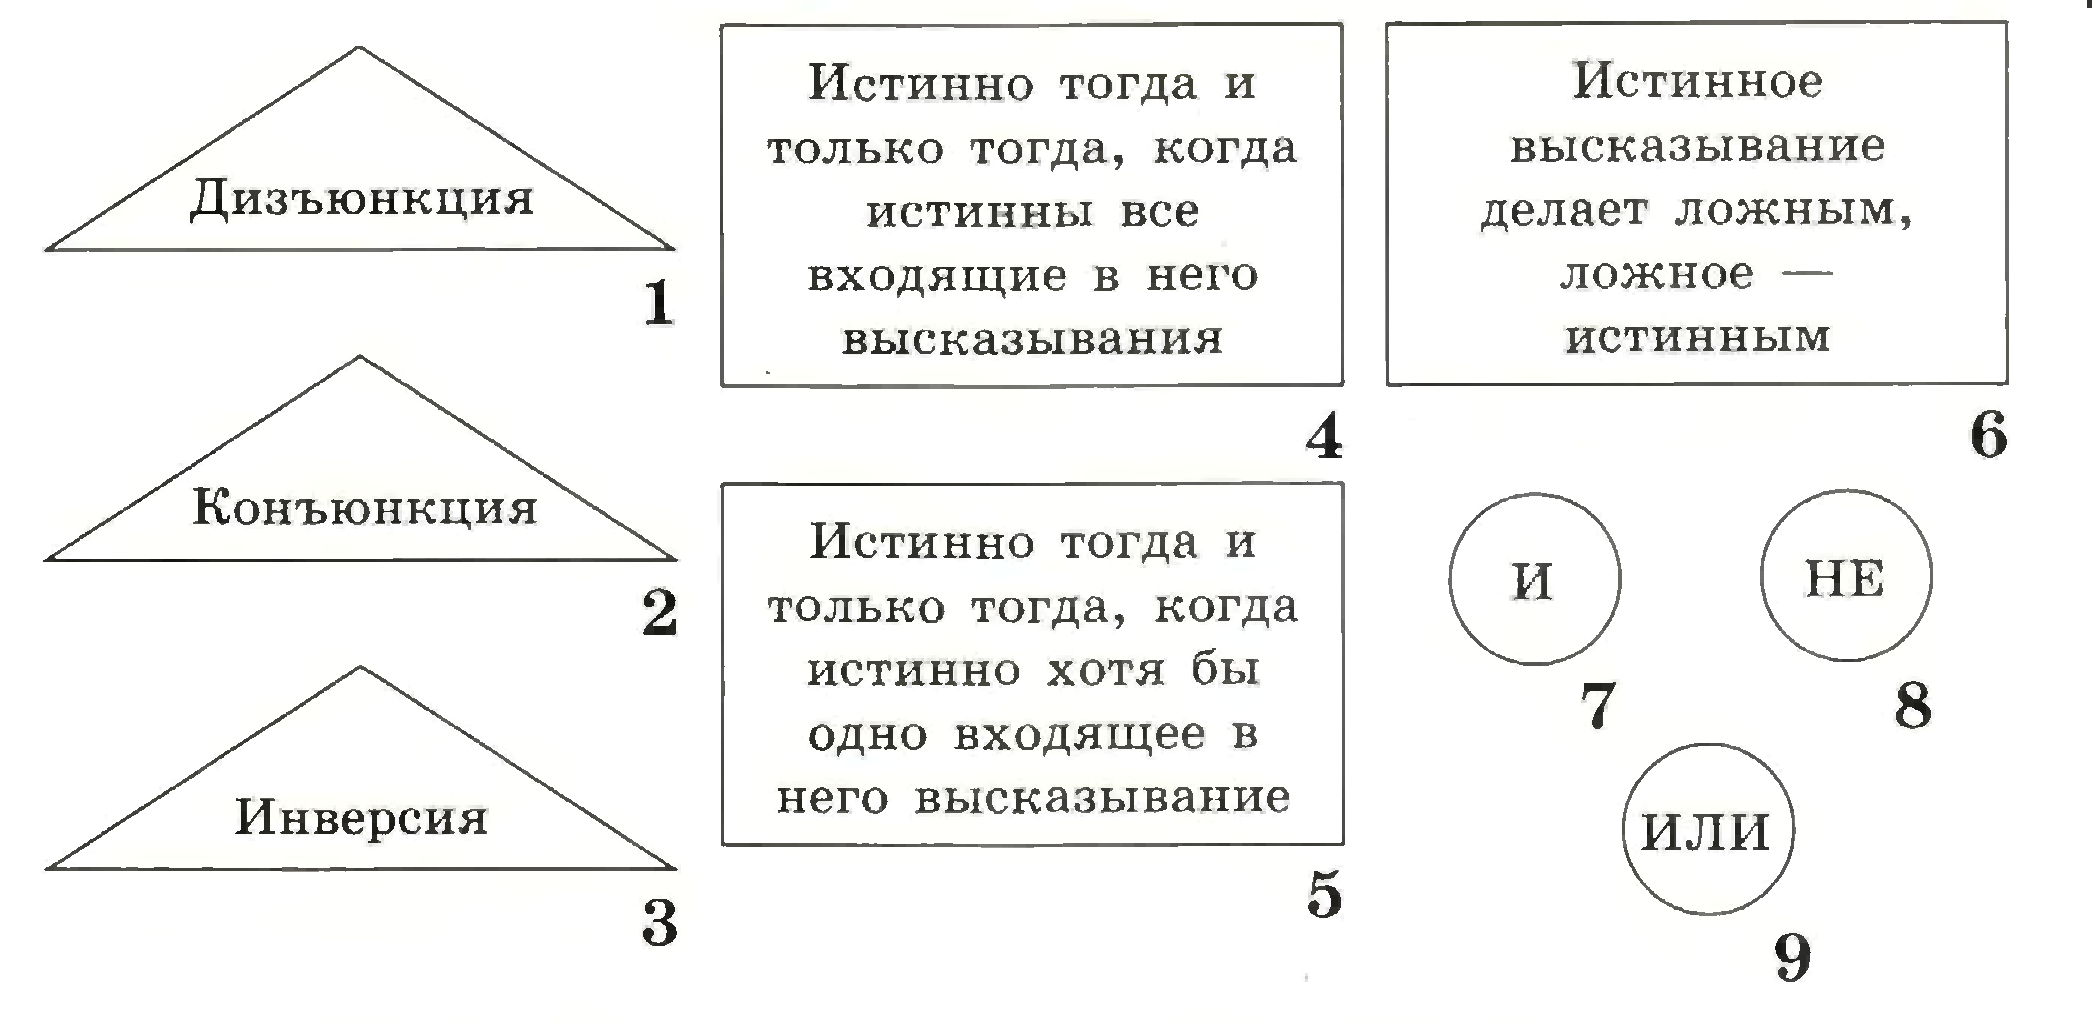 Дизъюнкция
1
Конъюнкция
2
Инверсия
3
Истинно тогда и
только тогда, когда
истинны все
входящие в него
высказывания
4
Истинно тогда и
только тогда, когда
истинно хотя бы
одно входящее в
него высказывание
5
Истинное
высказывание
делает ложным,
ложное —
истинным
6
И
7
НЕ
8
ИЛИ
9